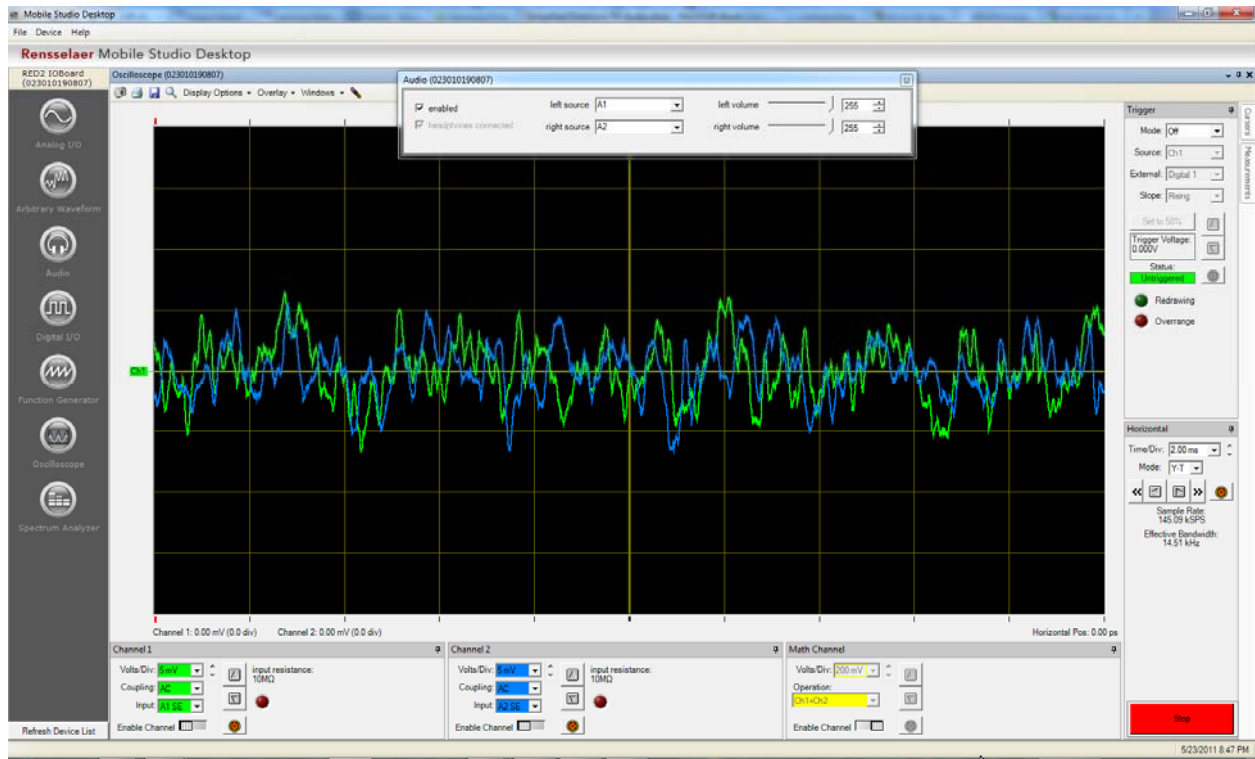 Mobile Studio Desktop
File Device Help
Rensselaer Mobile Studio Desktop
RED2 IOBoard
(023010190807)
Analog I/O
Arbitrary Waveform
Audio
Digital I/O
Function Generator
Oscilloscope
Spectrum Analyzer
Refresh Device List
Oscilloscope (023010190807)
Display Options Overlay Windows
Audio (023010190807)
enabled
left source A1
left volume 255
headphones connected
right source A2
right volume 255
Ch1
Channel 1: 0.00 mV (0.0 div) Channel 2: 0.00 mV (0.0 div)
Horizontal Pos: 0.00 ps
Channel 1
Volts/Div: 5 mV
input resistance:
10MΩ
Coupling: AC
Input: A1 SE
Enable Channel
Channel 2
Volts/Div: 5 mV
input resistance:
10MΩ
Coupling: AC
Input: A2 SE
Enable Channel
Math Channel
Volts/Div: 200 mV
Operation:
Ch1+Ch2
Enable Channel
Trigger
Mode: Off
Source: Ch1
External: Digital 1
Slope: Rising
Set to 50%
Trigger Voltage:
0.000V
Status:
Untriggered
Redrawing
Overrange
Cursors
Measurements
Horizontal
Time/Div: 2.00 ms
Mode: Y-T
Sample Rate:
145.09 kSPS
Effective Bandwidth:
14.51 kHz
Stop
5/23/2011 8:47 PM